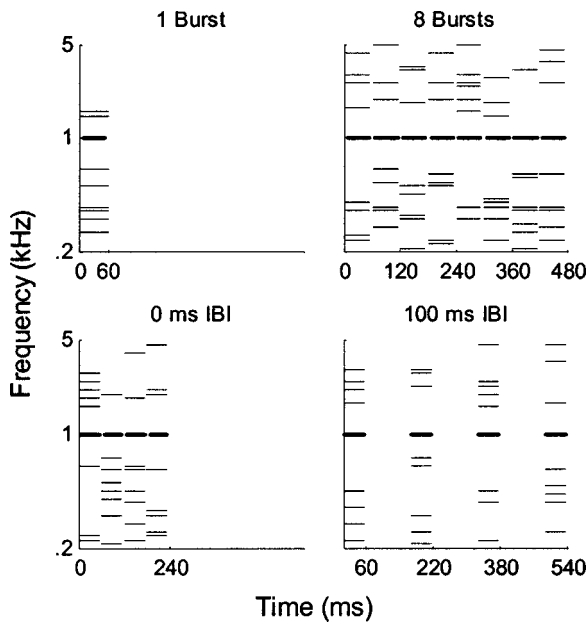 1 Burst
8 Bursts
5
1
.2
0 60
0 120 240 360 480
Frequency (kHz)
0 ms IBI
100 ms IBI
5
1
.2
0 240
60 220 380 540
Time (ms)